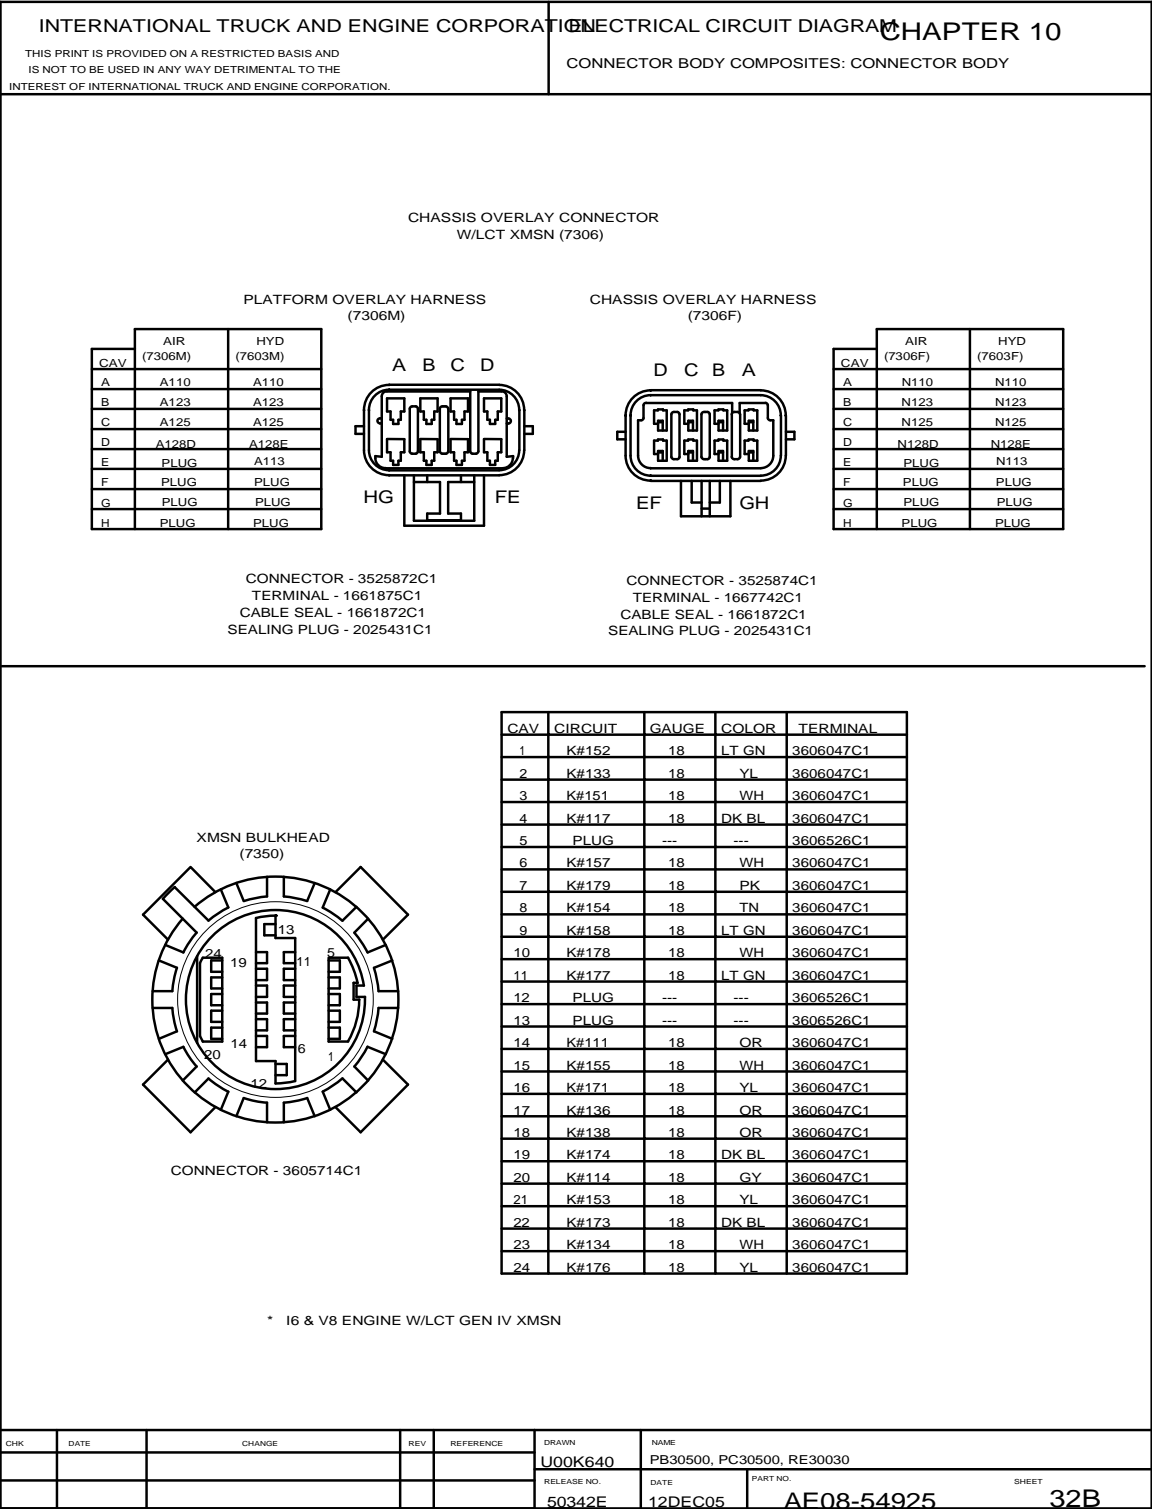 INTERNATIONAL TRUCK AND ENGINE CORPORATION
THIS PRINT IS PROVIDED ON A RESTRICTED BASIS AND
IS NOT TO BE USED IN ANY WAY DETRIMENTAL TO THE
INTEREST OF INTERNATIONAL TRUCK AND ENGINE CORPORATION.
ELECTRICAL CIRCUIT DIAGRAM
CHAPTER 10
CONNECTOR BODY COMPOSITES: CONNECTOR BODY
CHASSIS OVERLAY CONNECTOR
W/LCT XMSN (7306)
PLATFORM OVERLAY HARNESS
(7306M)
CAV AIR (7306M) HYD (7603M)
A A110 A110
B A123 A123
C A125 A125
D A128D A128E
E PLUG A113
F PLUG PLUG
G PLUG PLUG
H PLUG PLUG
A B C D
HG FE
CONNECTOR - 3525872C1
TERMINAL - 1661875C1
CABLE SEAL - 1661872C1
SEALING PLUG - 2025431C1
CHASSIS OVERLAY HARNESS
(7306F)
D C B A
EF GH
CAV AIR (7306F) HYD (7603F)
A N110 N110
B N123 N123
C N125 N125
D N128D N128E
E PLUG N113
F PLUG PLUG
G PLUG PLUG
H PLUG PLUG
CONNECTOR - 3525874C1
TERMINAL - 1667742C1
CABLE SEAL - 1661872C1
SEALING PLUG - 2025431C1
XMSN BULKHEAD
(7350)
13
24 19 11 5
20 14 6 1
12
CONNECTOR - 3605714C1
CAV CIRCUIT GAUGE COLOR TERMINAL
1 K#152 18 LT GN 3606047C1
2 K#133 18 YL 3606047C1
3 K#151 18 WH 3606047C1
4 K#117 18 DK BL 3606047C1
5 PLUG --- --- 3606526C1
6 K#157 18 WH 3606047C1
7 K#179 18 PK 3606047C1
8 K#154 18 TN 3606047C1
9 K#158 18 LT GN 3606047C1
10 K#178 18 WH 3606047C1
11 K#177 18 LT GN 3606047C1
12 PLUG --- --- 3606526C1
13 PLUG --- --- 3606526C1
14 K#111 18 OR 3606047C1
15 K#155 18 WH 3606047C1
16 K#171 18 YL 3606047C1
17 K#136 18 OR 3606047C1
18 K#138 18 OR 3606047C1
19 K#174 18 DK BL 3606047C1
20 K#114 18 GY 3606047C1
21 K#153 18 YL 3606047C1
22 K#173 18 DK BL 3606047C1
23 K#134 18 WH 3606047C1
24 K#176 18 YL 3606047C1
* I6 & V8 ENGINE W/LCT GEN IV XMSN
CHK DATE CHANGE REV REFERENCE
DRAWN
U00K640
NAME
PB30500, PC30500, RE30030
RELEASE NO.
50342E
DATE
12DEC05
PART NO.
AE08-54925
SHEET
32B